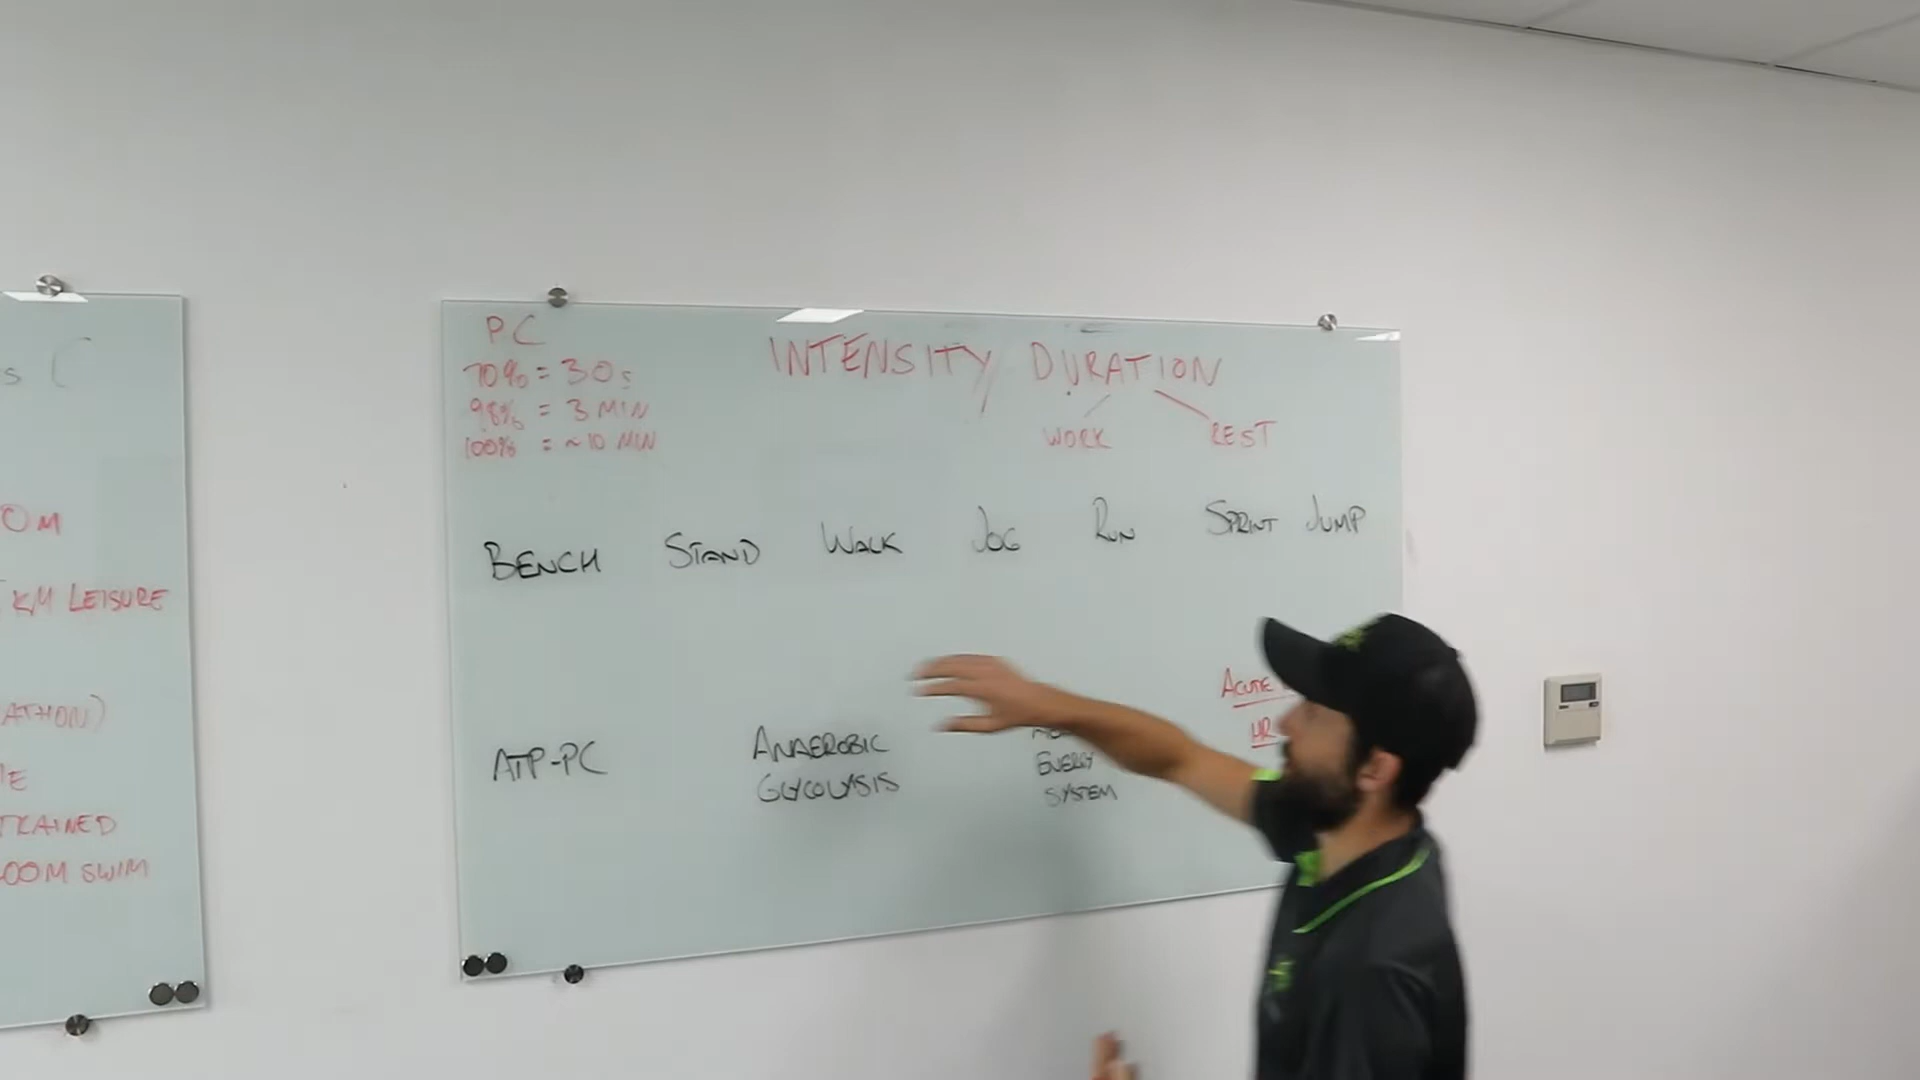 OM
KM LEISURE
ATHON)
TRAINED
00M SWIM
PC
70% = 30s
98% = 3 MIN
100% = ~10 MIN
INTENSITY / DURATION
WORK REST
BENCH STAND WALK JOG RUN SPRINT JUMP
ATP-PC
ANAEROBIC
GLYCOLYSIS
ENERGY
SYSTEM
ACUTE
HR